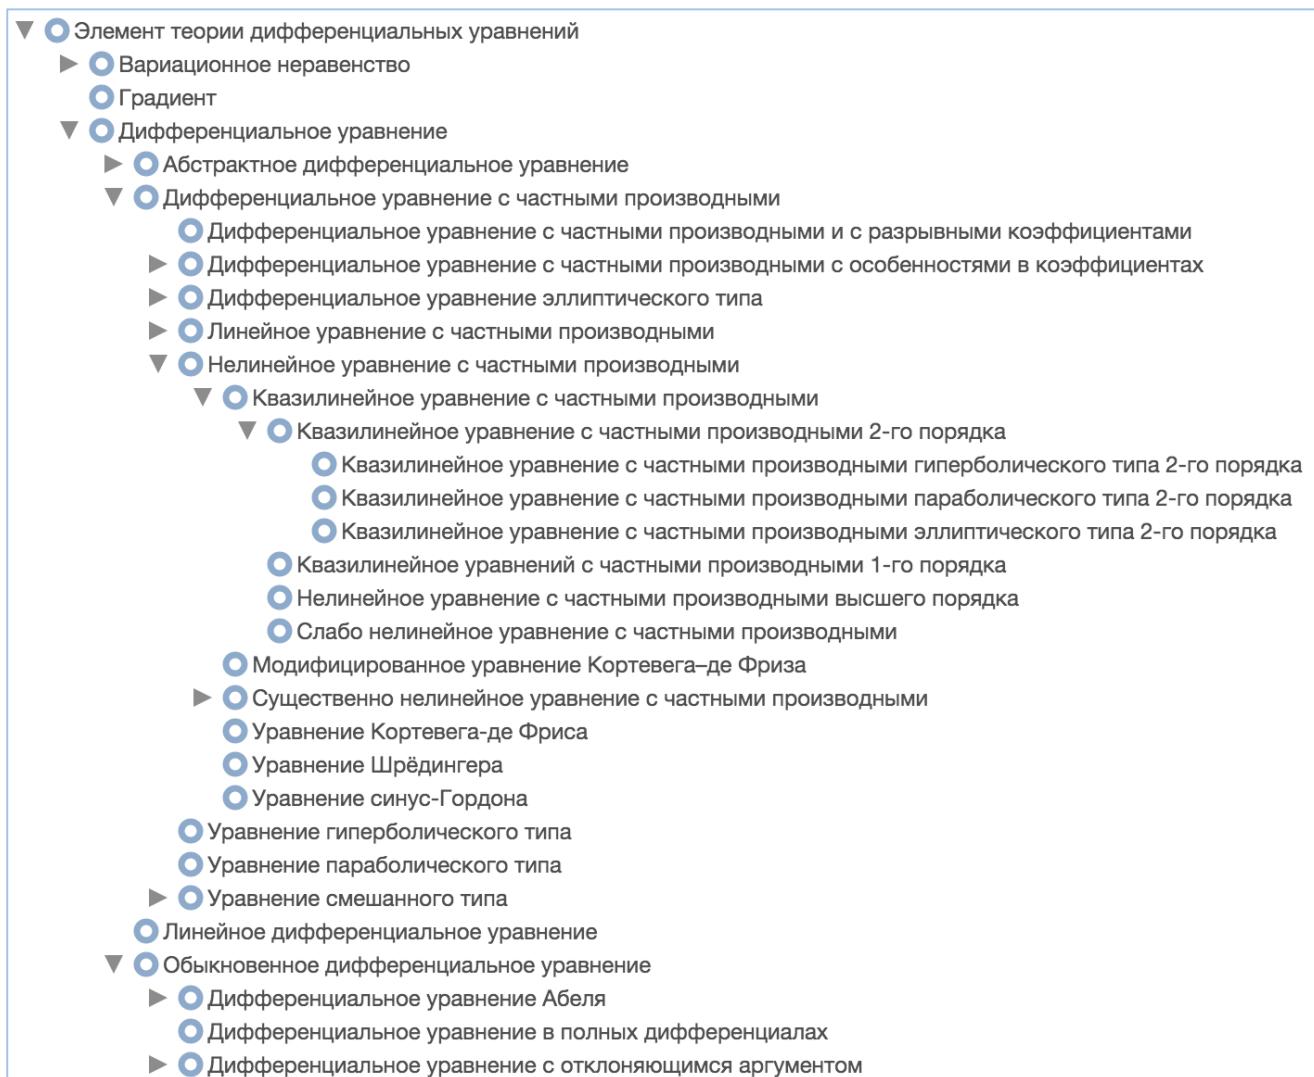 Элемент теории дифференциальных уравнений
Вариационное неравенство
Градиент
Дифференциальное уравнение
Абстрактное дифференциальное уравнение
Дифференциальное уравнение с частными производными
Дифференциальное уравнение с частными производными и с разрывными коэффициентами
Дифференциальное уравнение с частными производными с особенностями в коэффициентах
Дифференциальное уравнение эллиптического типа
Линейное уравнение с частными производными
Нелинейное уравнение с частными производными
Квазилинейное уравнение с частными производными
Квазилинейное уравнение с частными производными 2-го порядка
Квазилинейное уравнение с частными производными гиперболического типа 2-го порядка
Квазилинейное уравнение с частными производными параболического типа 2-го порядка
Квазилинейное уравнение с частными производными эллиптического типа 2-го порядка
Квазилинейное уравнений с частными производными 1-го порядка
Нелинейное уравнение с частными производными высшего порядка
Слабо нелинейное уравнение с частными производными
Модифицированное уравнение Кортевега–де Фриза
Существенно нелинейное уравнение с частными производными
Уравнение Кортевега-де Фриса
Уравнение Шрёдингера
Уравнение синус-Гордона
Уравнение гиперболического типа
Уравнение параболического типа
Уравнение смешанного типа
Линейное дифференциальное уравнение
Обыкновенное дифференциальное уравнение
Дифференциальное уравнение Абеля
Дифференциальное уравнение в полных дифференциалах
Дифференциальное уравнение с отклоняющимся аргументом